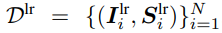 𝒟^lr = {(𝑰_i^lr, 𝑺_i^lr)}_{i=1}^N